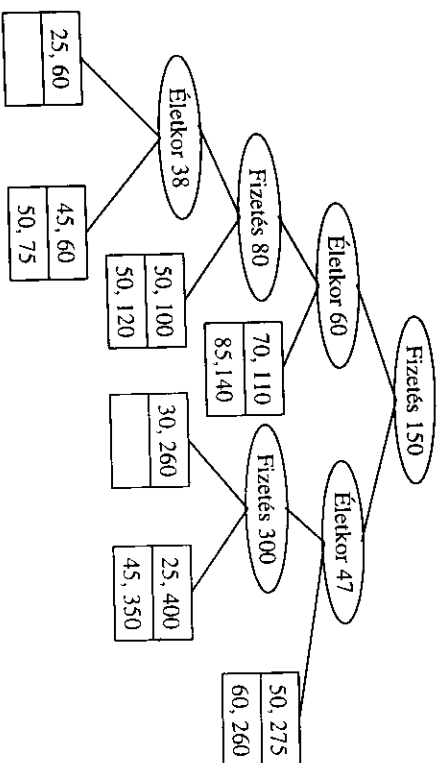 Fizetés 150
Életkor 60
Életkor 47
Fizetés 80
70, 110
85,140
Fizetés 300
50, 275
60, 260
Életkor 38
50, 100
50, 120
30, 260
25, 400
45, 350
25, 60
45, 60
50, 75